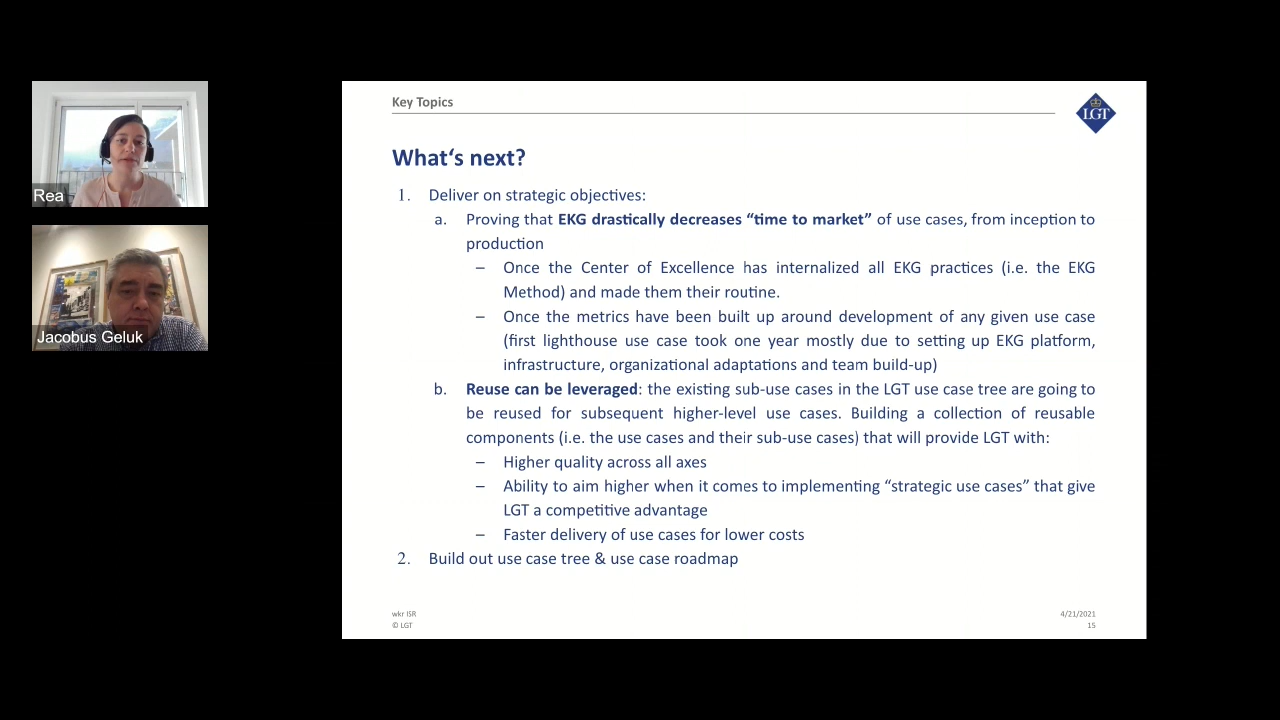 Rea
Jacobus Geluk
Key Topics
LGT
What‘s next?
1. Deliver on strategic objectives:
a. Proving that EKG drastically decreases “time to market” of use cases, from inception to
production
– Once the Center of Excellence has internalized all EKG practices (i.e. the EKG
Method) and made them their routine.
– Once the metrics have been built up around development of any given use case
(first lighthouse use case took one year mostly due to setting up EKG platform,
infrastructure, organizational adaptations and team build-up)
b. Reuse can be leveraged: the existing sub-use cases in the LGT use case tree are going to
be reused for subsequent higher-level use cases. Building a collection of reusable
components (i.e. the use cases and their sub-use cases) that will provide LGT with:
– Higher quality across all axes
– Ability to aim higher when it comes to implementing “strategic use cases” that give
LGT a competitive advantage
– Faster delivery of use cases for lower costs
2. Build out use case tree & use case roadmap
wkr ISR
© LGT
4/21/2021
15